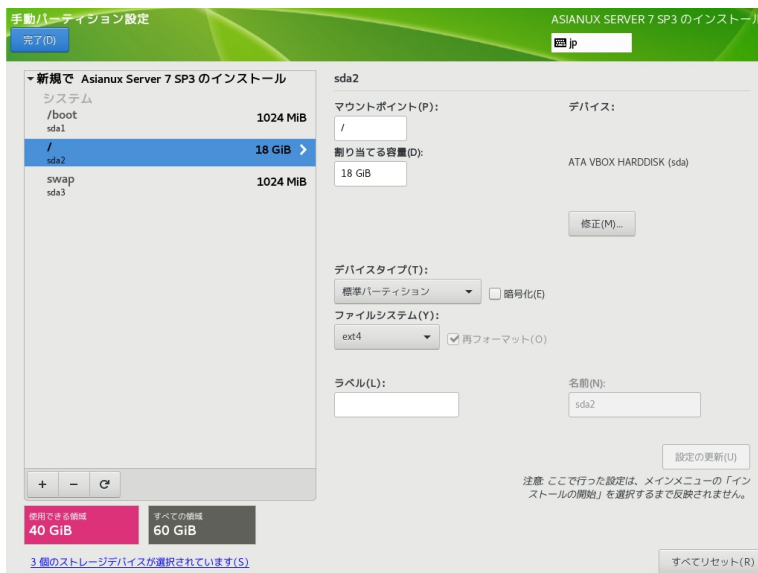 手動パーティション設定
ASIANUX SERVER 7 SP3 のインストール
完了(D)
jp
新規で Asianux Server 7 SP3 のインストール
システム
/boot
1024 MiB
sda1
/
18 GiB
sda2
swap
1024 MiB
sda3
sda2
マウントポイント(P):
デバイス:
/
割り当てる容量(D):
18 GiB
ATA VBOX HARDDISK (sda)
修正(M)...
デバイスタイプ(T):
標準パーティション
暗号化(E)
ファイルシステム(Y):
ext4
再フォーマット(O)
ラベル(L):
名前(N):
sda2
設定の更新(U)
注意: ここで行った設定は、メインメニューの「イン
ストールの開始」を選択するまで反映されません。
使用できる領域
40 GiB
すべての領域
60 GiB
3 個のストレージデバイスが選択されています(S)
すべてリセット(R)